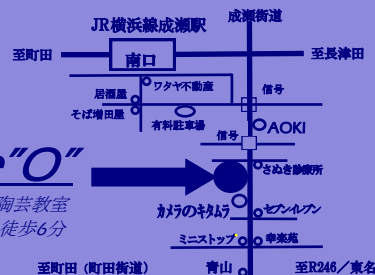 成瀬街道
JR横浜線成瀬駅
至町田
南口
至長津田
ワタヤ不動産
信号
居酒屋
そば増田屋
有料駐車場
AOKI
信号
"O"
さぬき診療所
陶芸教室
カメラのキタムラ
セブンイレブン
徒歩6分
ミニストップ
幸楽苑
至町田（町田街道）
青山
至R246／東名